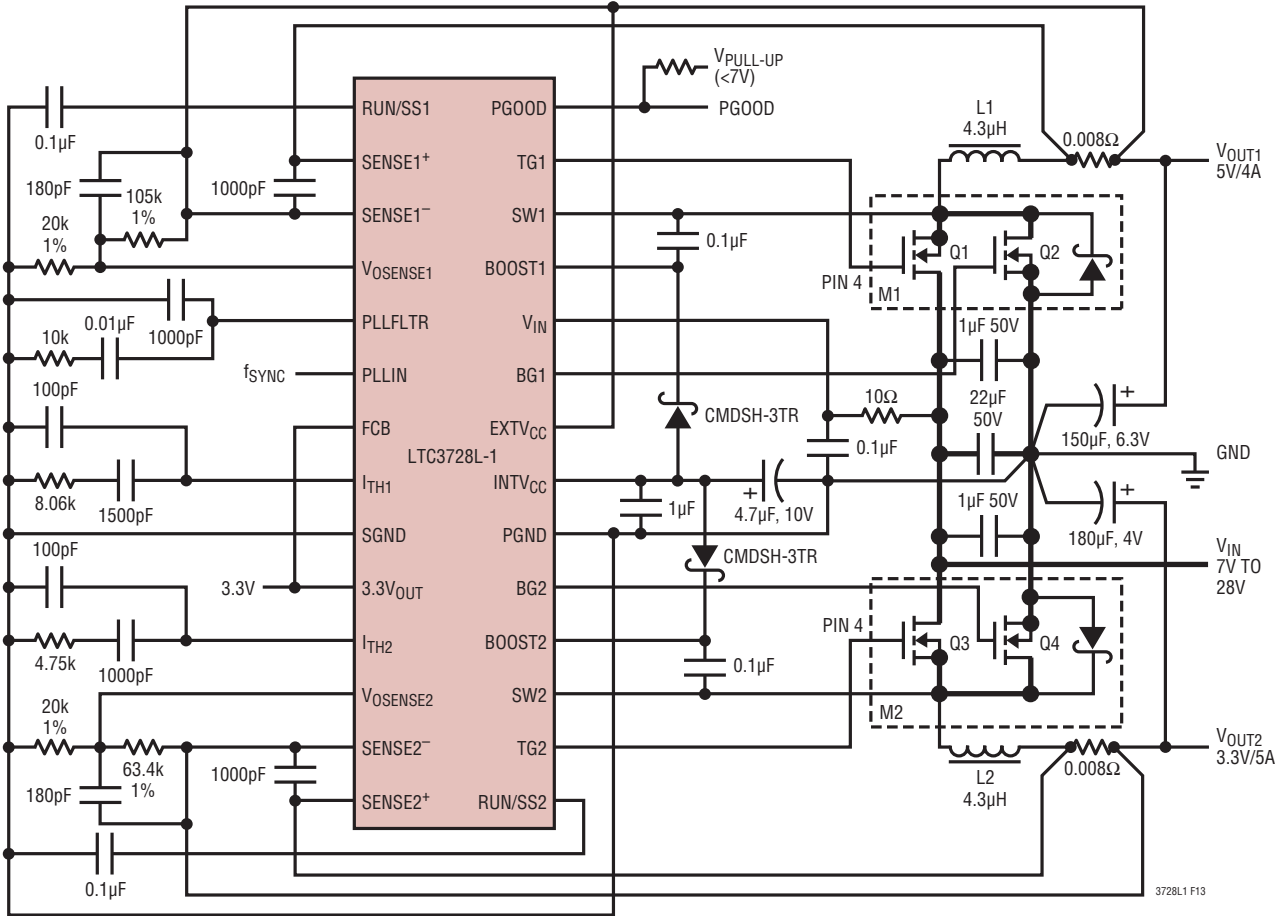 V_PULL-UP
(<7V)
PGOOD
0.1µF
RUN/SS1
PGOOD
L1
4.3µH
0.008Ω
V_OUT1
5V/4A
180pF
105k
1%
20k
1%
1000pF
SENSE1⁺
SENSE1⁻
V_OSENSE1
TG1
SW1
BOOST1
0.1µF
Q1
Q2
PIN 4
M1
0.01µF
10k
1000pF
PLLFLTR
f_SYNC
PLLIN
V_IN
BG1
1µF 50V
22µF
50V
10Ω
CMDSH-3TR
0.1µF
150µF, 6.3V
+
GND
100pF
8.06k
1500pF
FCB
LTC3728L-1
I_TH1
EXTV_CC
INTV_CC
1µF
+
4.7µF, 10V
1µF 50V
+
180µF, 4V
SGND
PGND
CMDSH-3TR
V_IN
7V TO
28V
100pF
4.75k
1000pF
3.3V
3.3V_OUT
I_TH2
BG2
BOOST2
0.1µF
PIN 4
Q3
Q4
M2
20k
1%
63.4k
1%
180pF
1000pF
V_OSENSE2
SENSE2⁻
SENSE2⁺
SW2
TG2
RUN/SS2
L2
4.3µH
0.008Ω
V_OUT2
3.3V/5A
0.1µF
3728L1 F13